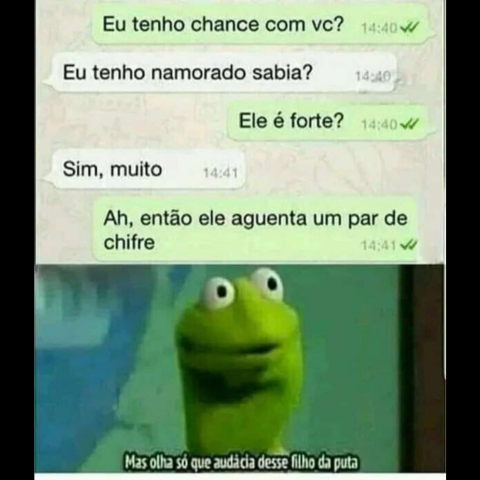 Eu tenho chance com vc? 14:40
Eu tenho namorado sabia? 14:40
Ele é forte? 14:40
Sim, muito 14:41
Ah, então ele aguenta um par de
chifre 14:41
Mas olha só que audácia desse filho da puta